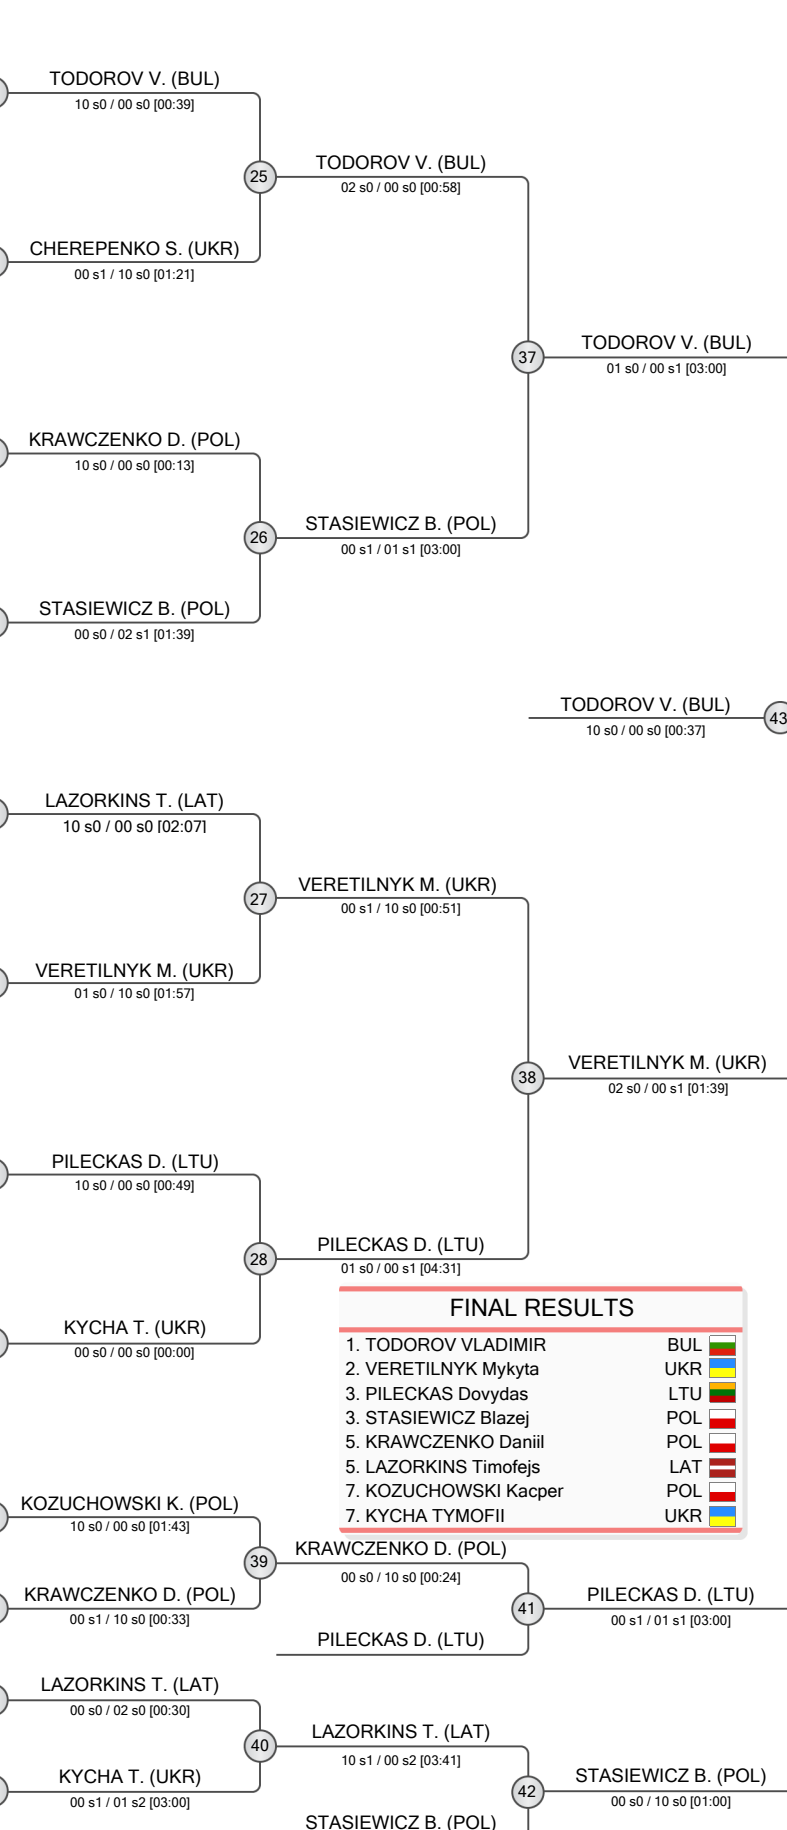 TODOROV V. (BUL)
10 s0 / 00 s0 [00:39]
25
TODOROV V. (BUL)
02 s0 / 00 s0 [00:58]
CHEREPENKO S. (UKR)
00 s1 / 10 s0 [01:21]
37
TODOROV V. (BUL)
01 s0 / 00 s1 [03:00]
KRAWCZENKO D. (POL)
10 s0 / 00 s0 [00:13]
26
STASIEWICZ B. (POL)
00 s1 / 01 s1 [03:00]
STASIEWICZ B. (POL)
00 s0 / 02 s1 [01:39]
TODOROV V. (BUL)
10 s0 / 00 s0 [00:37]
43
LAZORKINS T. (LAT)
10 s0 / 00 s0 [02:07]
27
VERETILNYK M. (UKR)
00 s1 / 10 s0 [00:51]
VERETILNYK M. (UKR)
01 s0 / 10 s0 [01:57]
38
VERETILNYK M. (UKR)
02 s0 / 00 s1 [01:39]
PILECKAS D. (LTU)
10 s0 / 00 s0 [00:49]
28
PILECKAS D. (LTU)
01 s0 / 00 s1 [04:31]
KYCHA T. (UKR)
00 s0 / 00 s0 [00:00]
FINAL RESULTS
1. TODOROV VLADIMIR BUL
2. VERETILNYK Mykyta UKR
3. PILECKAS Dovydas LTU
3. STASIEWICZ Blazej POL
5. KRAWCZENKO Daniil POL
5. LAZORKINS Timofejs LAT
7. KOZUCHOWSKI Kacper POL
7. KYCHA TYMOFII UKR
KOZUCHOWSKI K. (POL)
10 s0 / 00 s0 [01:43]
39
KRAWCZENKO D. (POL)
00 s0 / 10 s0 [00:24]
KRAWCZENKO D. (POL)
00 s1 / 10 s0 [00:33]
41
PILECKAS D. (LTU)
00 s1 / 01 s1 [03:00]
PILECKAS D. (LTU)
LAZORKINS T. (LAT)
00 s0 / 02 s0 [00:30]
40
LAZORKINS T. (LAT)
10 s1 / 00 s2 [03:41]
KYCHA T. (UKR)
00 s1 / 01 s2 [03:00]
42
STASIEWICZ B. (POL)
00 s0 / 10 s0 [01:00]
STASIEWICZ B. (POL)